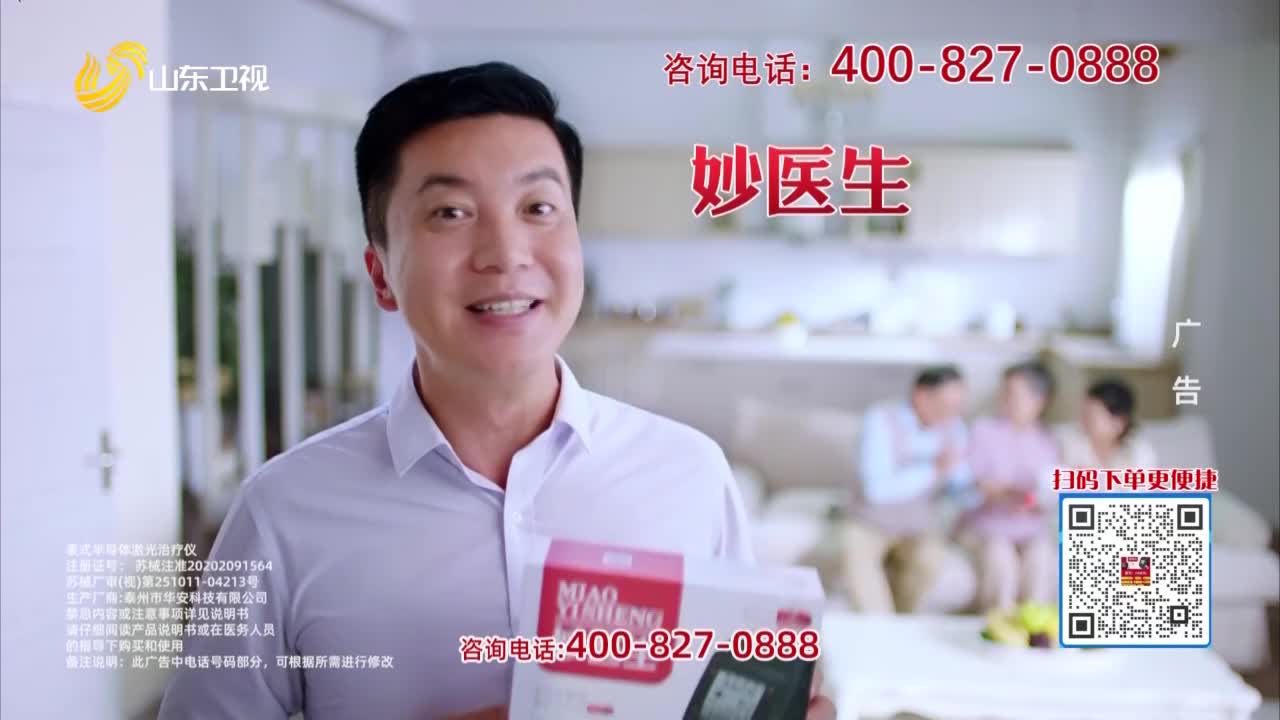 山东卫视
咨询电话：400-827-0888
妙医生
广告
扫码下单更便捷
表式半导体激光治疗仪
注册证号： 苏械注准20202091564
苏械广审(视)第251011-04213号
生产厂商:泰州市华安科技有限公司
禁忌内容或注意事项详见说明书
请仔细阅读产品说明书或在医务人员
的指导下购买和使用
备注说明：此广告中电话号码部分，可根据所需进行修改
MIAO
YISHENG
咨询电话:400-827-0888